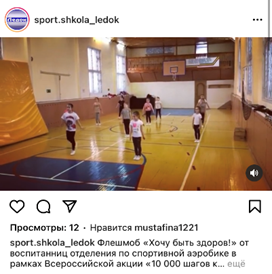 sport.shkola_ledok
Просмотры: 12 · Нравится mustafina1221
sport.shkola_ledok Флешмоб «Хочу быть здоров!» от
воспитанниц отделения по спортивной аэробике в
рамках Всероссийской акции «10 000 шагов к... ещё